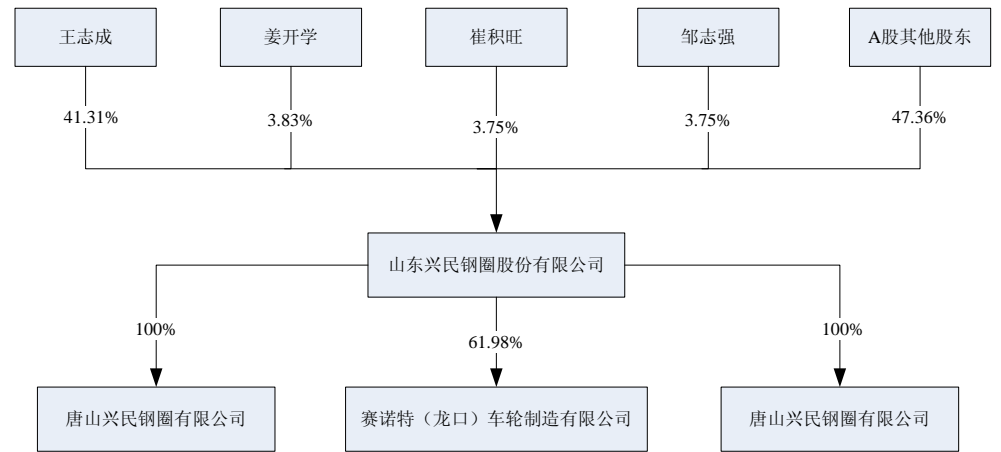 王志成
姜开学
崔积旺
邹志强
A股其他股东
41.31%
3.83%
3.75%
3.75%
47.36%
山东兴民钢圈股份有限公司
100%
61.98%
100%
唐山兴民钢圈有限公司
赛诺特（龙口）车轮制造有限公司
唐山兴民钢圈有限公司